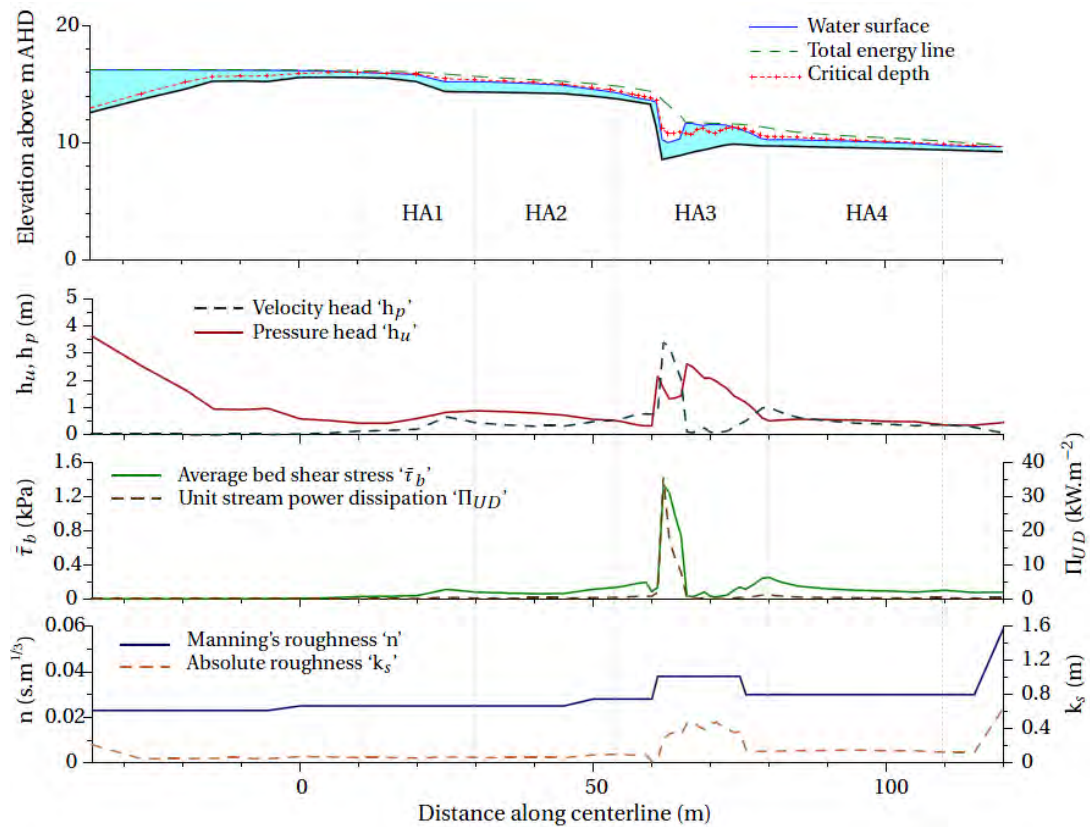 20
10
0
Elevation above m AHD
Water surface
Total energy line
Critical depth
HA1
HA2
HA3
HA4
5
4
3
2
1
0
h_u, h_p (m)
Velocity head 'h_p'
Pressure head 'h_u'
1.6
1.2
0.8
0.4
0
τ̄_b (kPa)
Average bed shear stress 'τ̄_b'
Unit stream power dissipation 'Π_UD'
40
30
20
10
0
Π_UD (kW.m⁻²)
0.06
0.04
0.02
0
n (s.m^1/3)
Manning's roughness 'n'
Absolute roughness 'k_s'
1.6
1.2
0.8
0.4
0
k_s (m)
0
50
100
Distance along centerline (m)